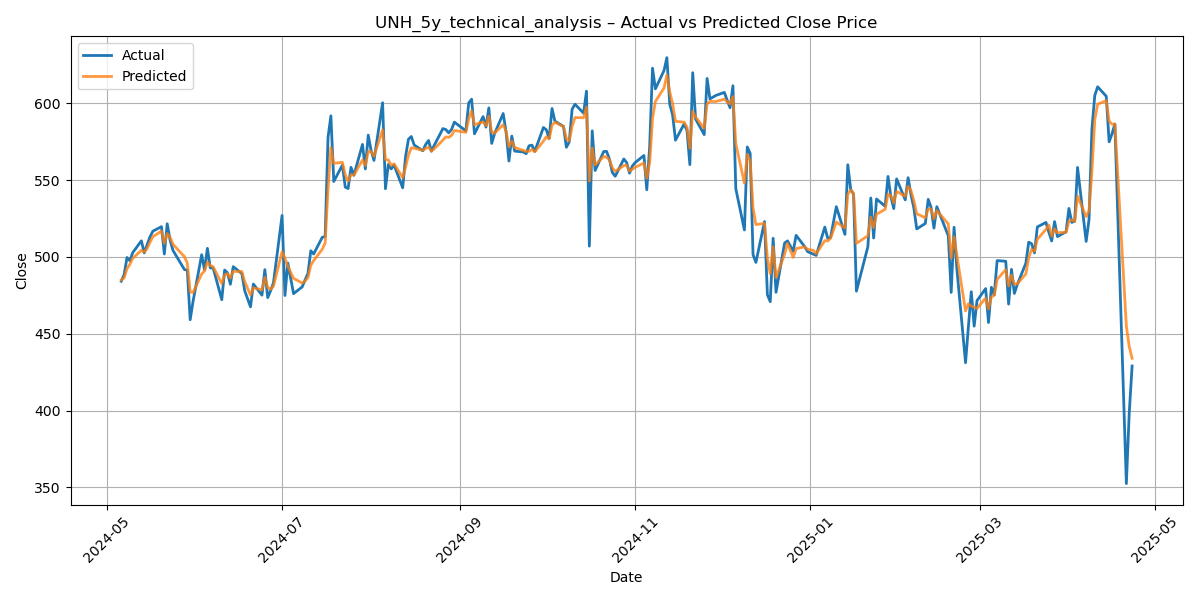 UNH_5y_technical_analysis – Actual vs Predicted Close Price
Actual
Predicted
Close
600
550
500
450
400
350
2024-05
2024-07
2024-09
2024-11
2025-01
2025-03
2025-05
Date